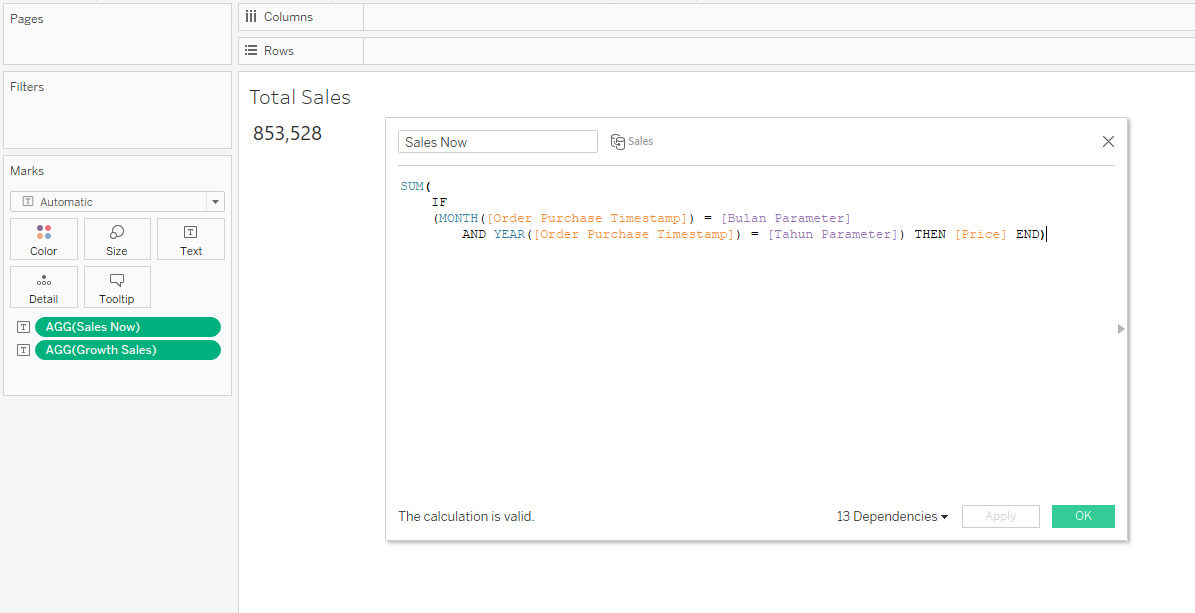 Pages
Columns
Rows
Filters
Total Sales
853,528
Marks
Automatic
Color
Size
Text
Detail
Tooltip
AGG(Sales Now)
AGG(Growth Sales)
Sales Now
Sales
SUM(
IF
(MONTH([Order Purchase Timestamp]) = [Bulan Parameter]
AND YEAR([Order Purchase Timestamp]) = [Tahun Parameter]) THEN [Price] END)
The calculation is valid.
13 Dependencies
Apply
OK